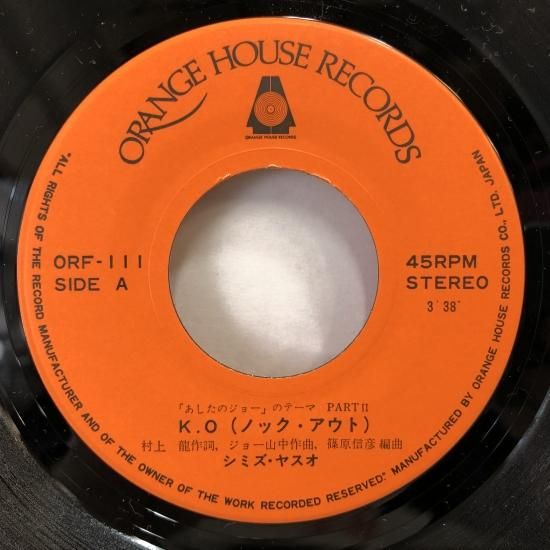 ORANGE HOUSE RECORDS
ORANGE HOUSE RECORDS
ORF-111
SIDE A
45RPM
STEREO
3′38″
「あしたのジョー」のテーマ PART II
K.O(ノック・アウト)
村上 龍作詞, ジョー山中作曲, 篠原信彦編曲
シミズ・ヤスオ
"ALL RIGHTS OF THE RECORD MANUFACTURER AND OF THE OWNER OF THE WORK RECORDED RESERVED." MANUFACTURED BY ORANGE HOUSE RECORDS CO., LTD. JAPAN